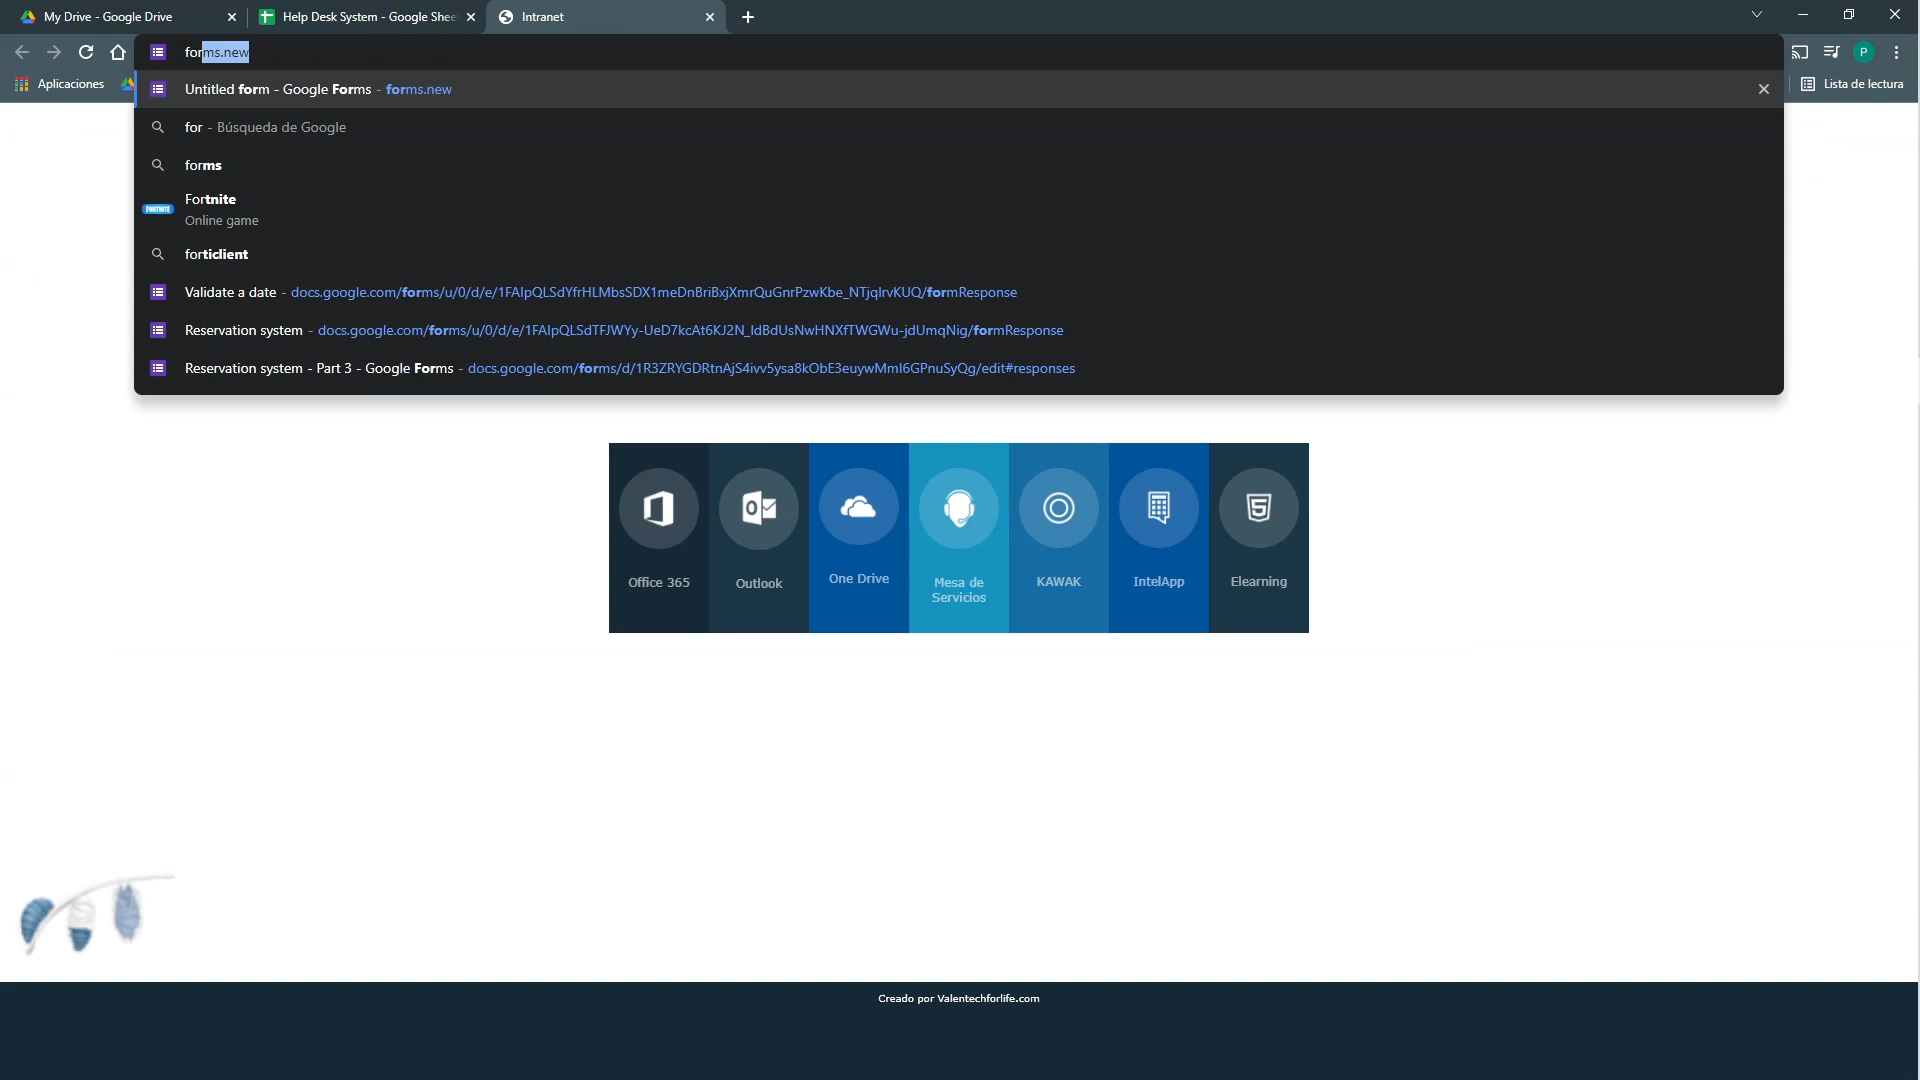 My Drive - Google Drive
Help Desk System - Google Shee
Intranet
forms.new
Aplicaciones
Lista de lectura
Untitled form - Google Forms - forms.new
for - Búsqueda de Google
forms
FORTNITE
Fortnite
Online game
forticlient
Validate a date - docs.google.com/forms/u/0/d/e/1FAIpQLSdYfrHLMbsSDX1meDnBriBxjXmrQuGnrPzwKbe_NTjqIrvKUQ/formResponse
Reservation system - docs.google.com/forms/u/0/d/e/1FAIpQLSdTFJWYy-UeD7kcAt6KJ2N_IdBdUsNwHNXfTWGWu-jdUmqNig/formResponse
Reservation system - Part 3 - Google Forms - docs.google.com/forms/d/1R3ZRYGDRtnAjS4ivv5ysa8kObE3euywMmI6GPnuSyQg/edit#responses
P
Office 365
Outlook
One Drive
Mesa de
Servicios
KAWAK
IntelApp
Elearning
Creado por Valentechforlife.com